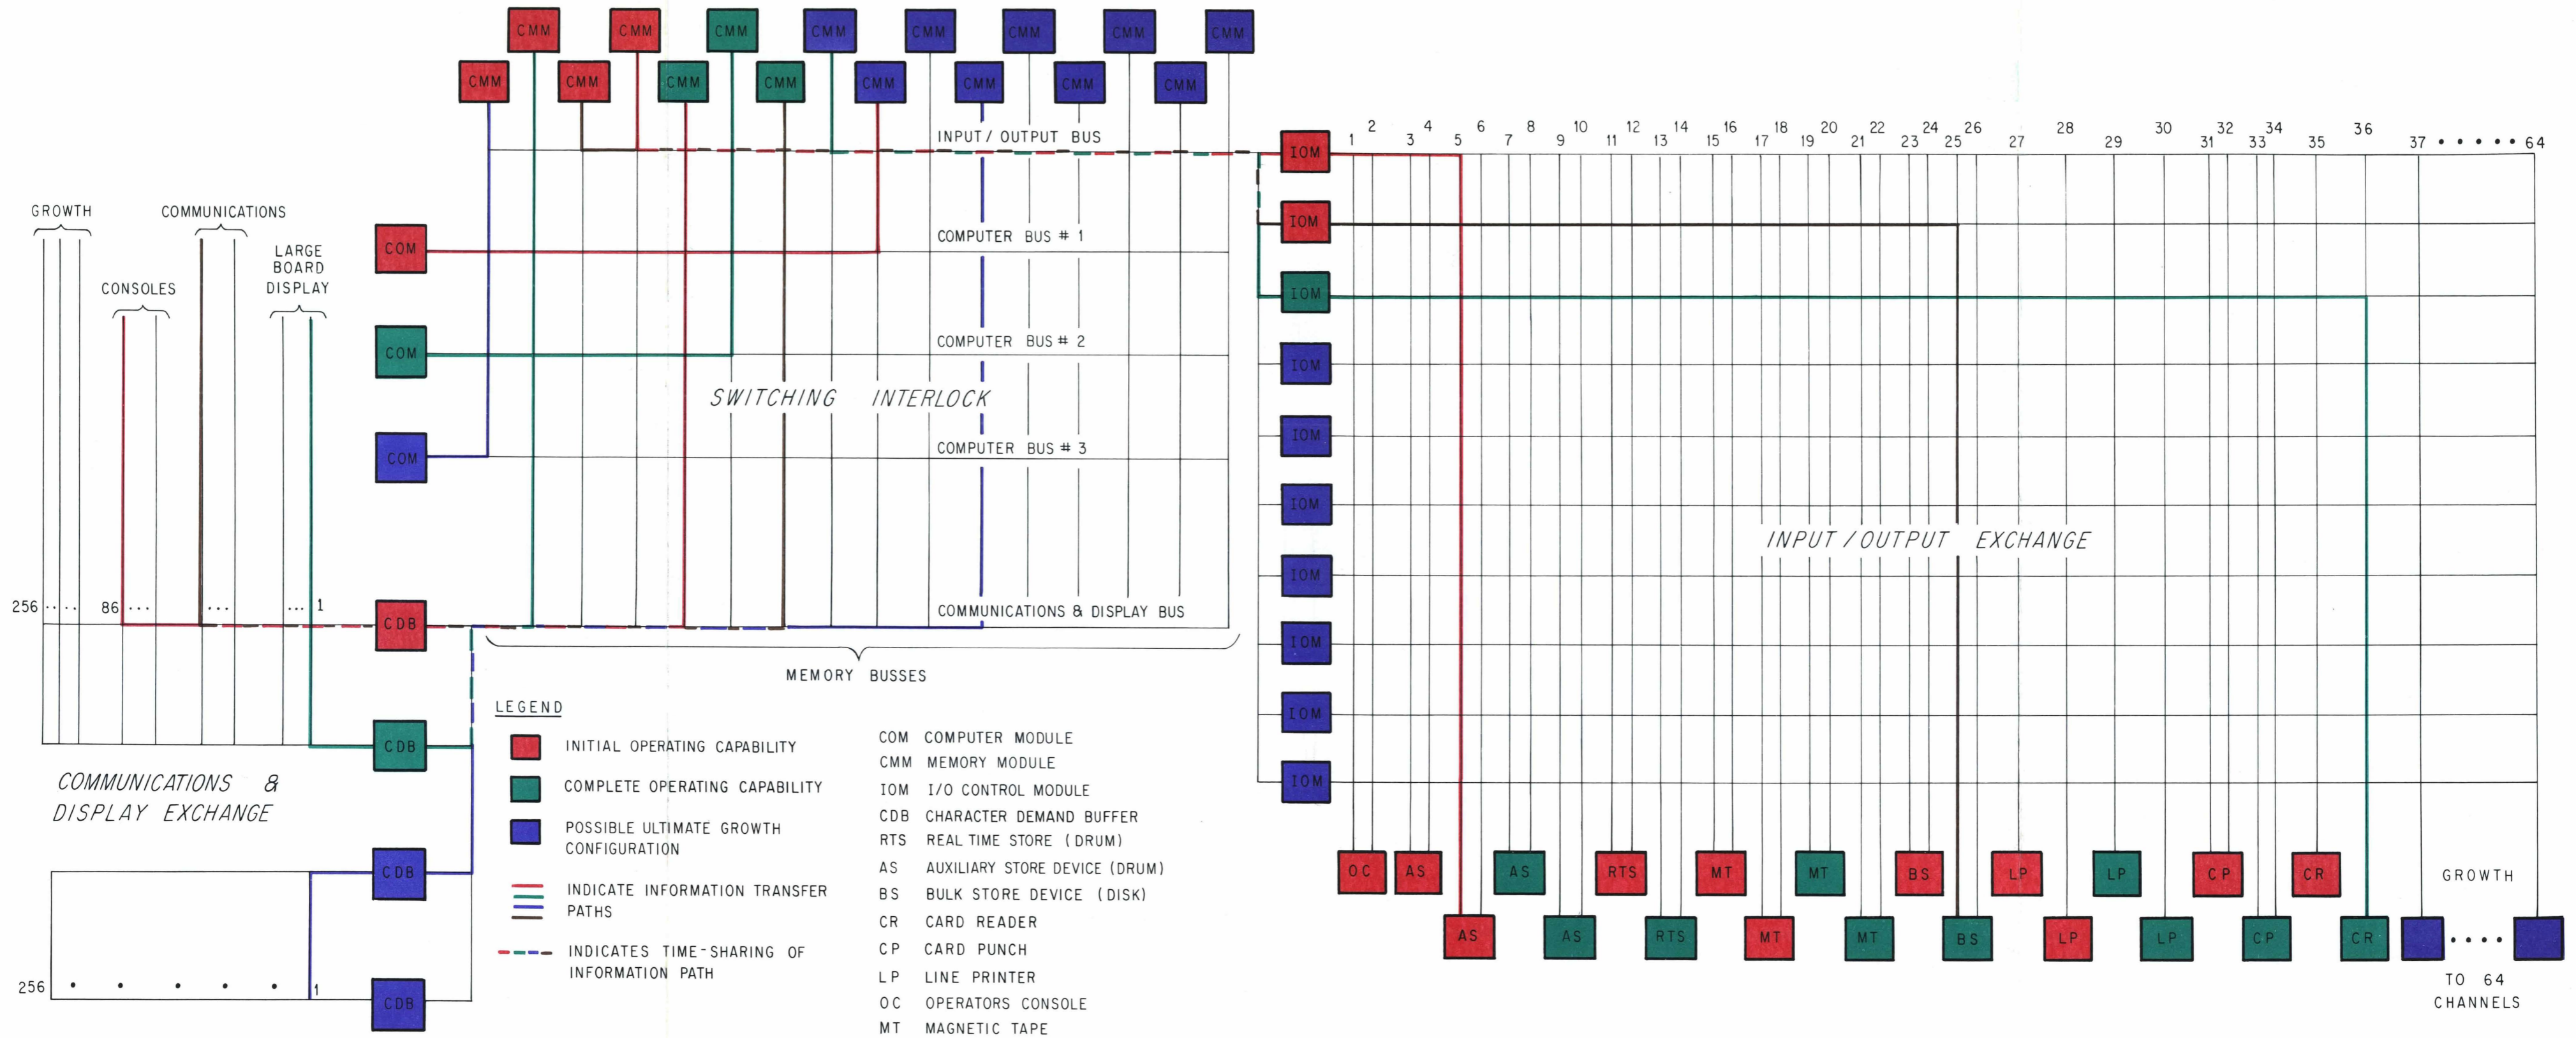 CMM CMM CMM CMM CMM CMM CMM CMM
CMM CMM CMM CMM CMM CMM CMM CMM
INPUT / OUTPUT BUS
COM
COMPUTER BUS # 1
COM
COMPUTER BUS # 2
SWITCHING INTERLOCK
COM
COMPUTER BUS # 3
COMMUNICATIONS & DISPLAY BUS
MEMORY BUSSES
GROWTH
COMMUNICATIONS
LARGE
BOARD
DISPLAY
CONSOLES
256 .... 86 ... ... ... 1
CDB
CDB
COMMUNICATIONS &
DISPLAY EXCHANGE
CDB
256 . . . . . 1
CDB
LEGEND
INITIAL OPERATING CAPABILITY
COMPLETE OPERATING CAPABILITY
POSSIBLE ULTIMATE GROWTH
CONFIGURATION
INDICATE INFORMATION TRANSFER
PATHS
INDICATES TIME-SHARING OF
INFORMATION PATH
COM COMPUTER MODULE
CMM MEMORY MODULE
IOM I/O CONTROL MODULE
CDB CHARACTER DEMAND BUFFER
RTS REAL TIME STORE (DRUM)
AS AUXILIARY STORE DEVICE (DRUM)
BS BULK STORE DEVICE (DISK)
CR CARD READER
CP CARD PUNCH
LP LINE PRINTER
OC OPERATORS CONSOLE
MT MAGNETIC TAPE
1 2 3 4 5 6 7 8 9 10 11 12 13 14 15 16 17 18 19 20 21 22 23 24 25 26 27 28 29 30 31 32 33 34 35 36 37 • • • • • • 64
IOM
IOM
IOM
IOM
IOM
IOM
IOM
IOM
IOM
IOM
INPUT / OUTPUT EXCHANGE
OC AS AS RTS MT MT BS LP LP CP CR GROWTH
AS AS RTS MT MT BS LP LP CP CR • • • •
TO 64
CHANNELS